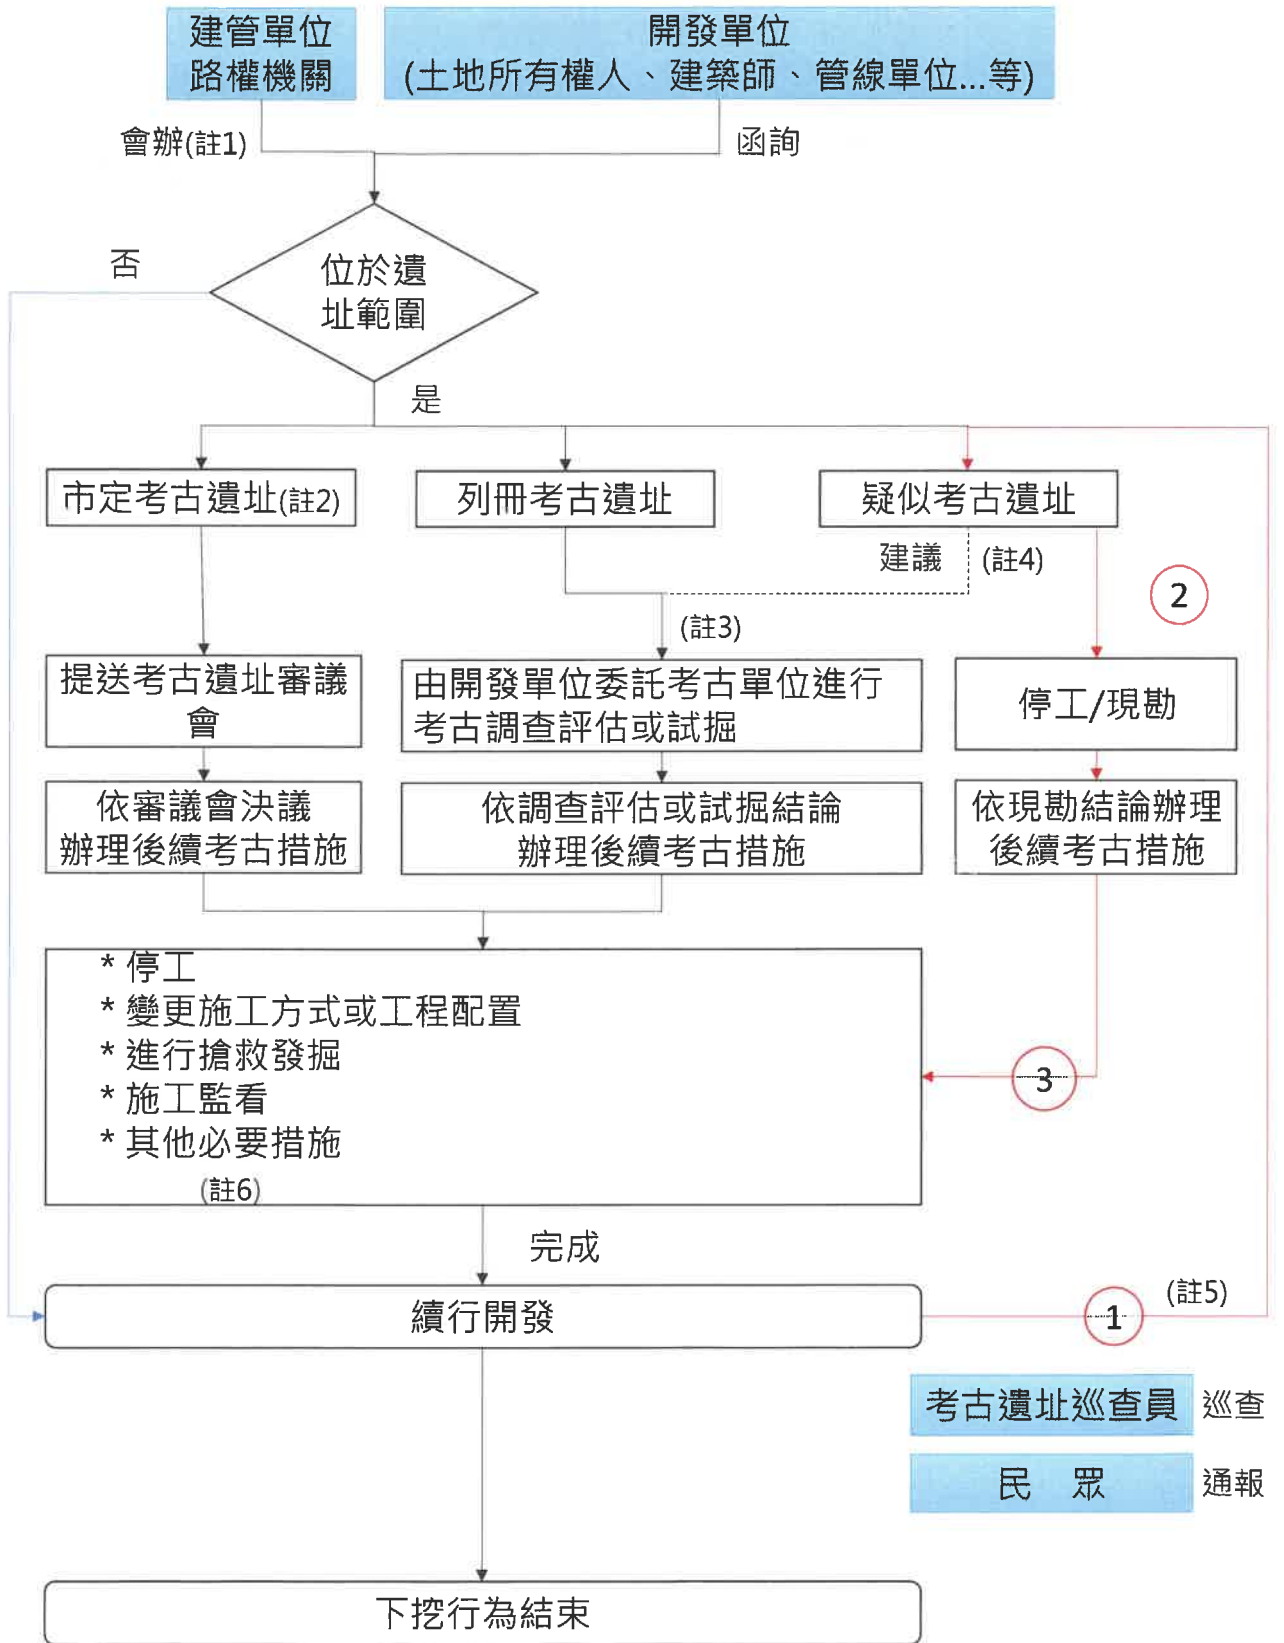 建管單位
路權機關
開發單位
(土地所有權人、建築師、管線單位...等)
會辦(註1)
函詢
否
位於遺
址範圍
是
市定考古遺址(註2)
列冊考古遺址
疑似考古遺址
建議
(註4)
2
(註3)
提送考古遺址審議
會
由開發單位委託考古單位進行
考古調查評估或試掘
停工/現勘
依審議會決議
辦理後續考古措施
依調查評估或試掘結論
辦理後續考古措施
依現勘結論辦理
後續考古措施
* 停工
* 變更施工方式或工程配置
* 進行搶救發掘
* 施工監看
* 其他必要措施
(註6)
3
完成
續行開發
1
(註5)
考古遺址巡查員
巡查
民 眾
通報
下挖行為結束